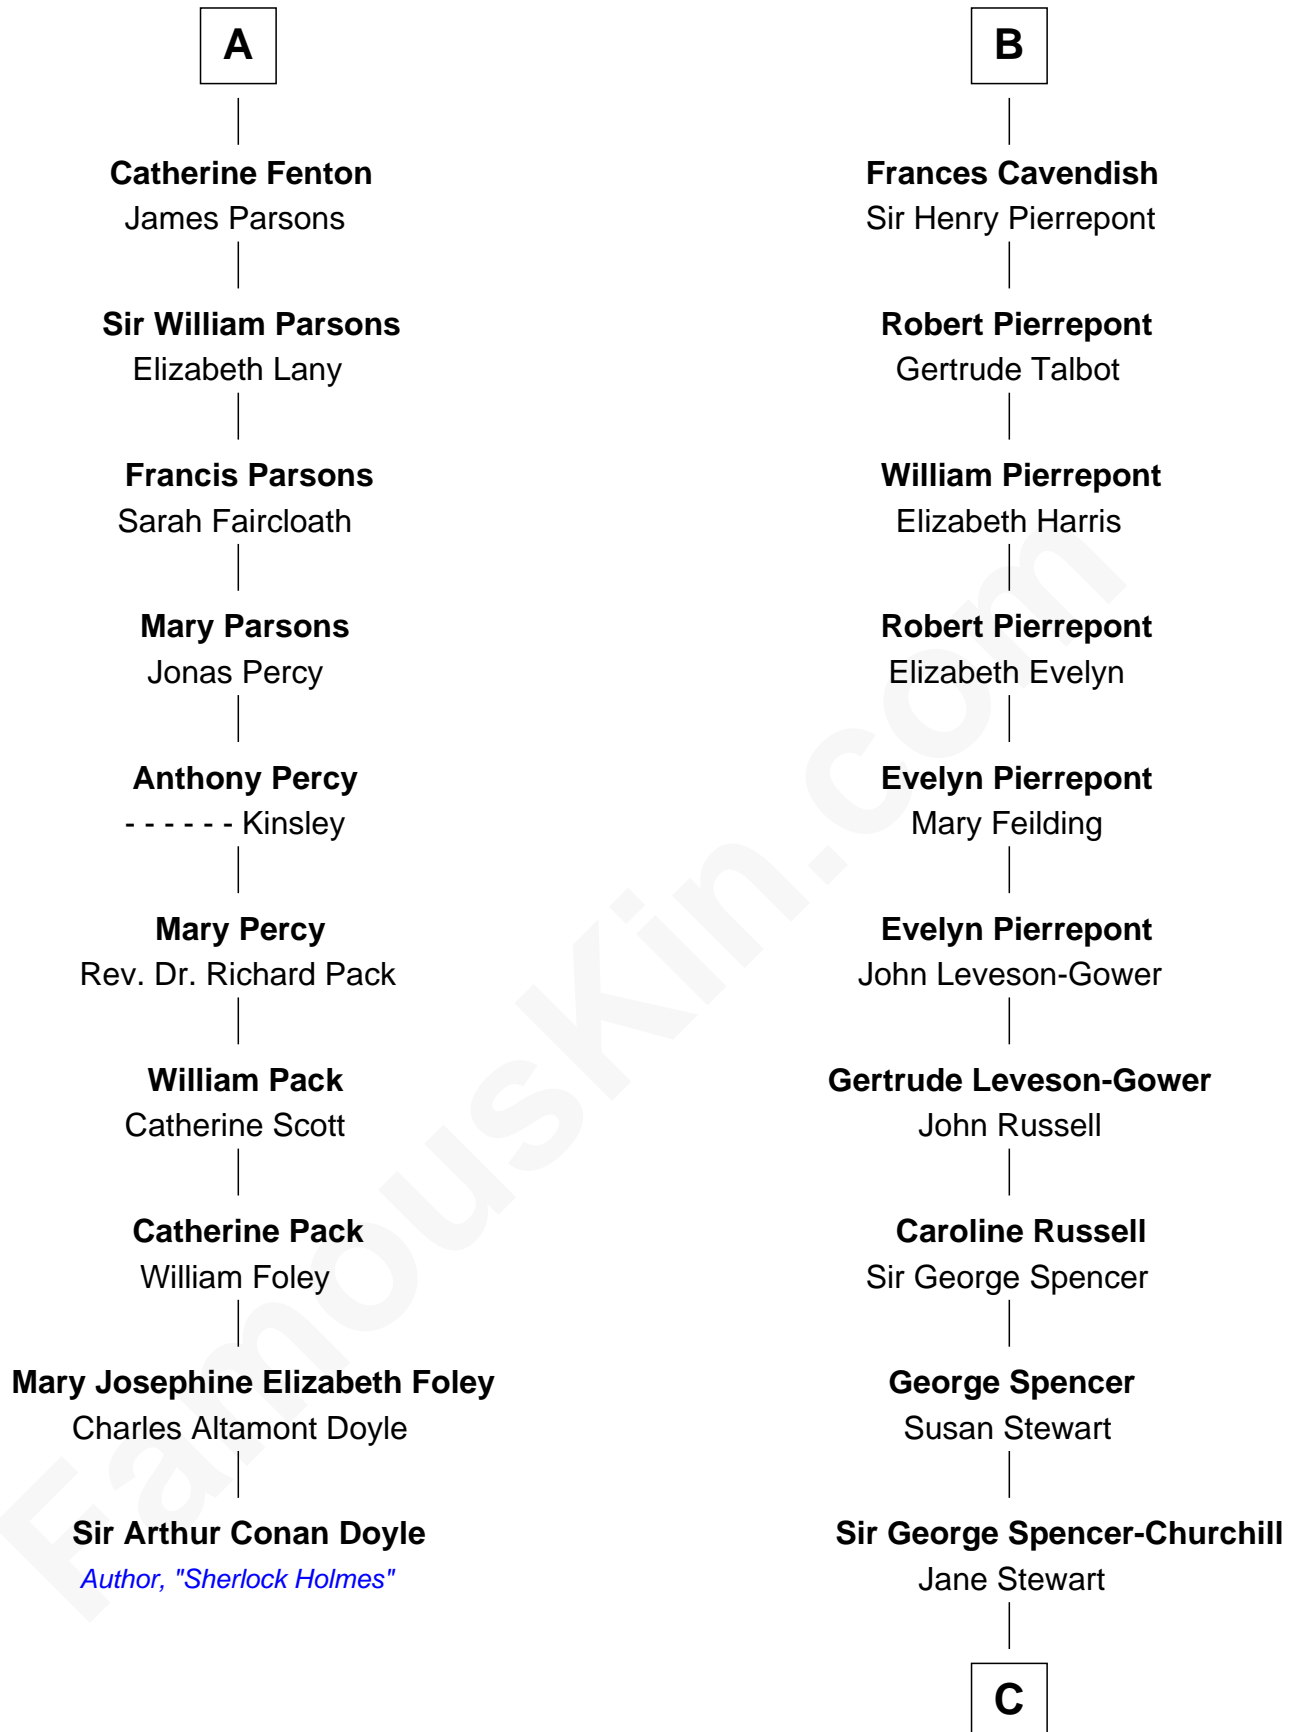 A
Catherine Fenton
James Parsons
Sir William Parsons
Elizabeth Lany
Francis Parsons
Sarah Faircloath
Mary Parsons
Jonas Percy
Anthony Percy
- - - - - - Kinsley
Mary Percy
Rev. Dr. Richard Pack
William Pack
Catherine Scott
Catherine Pack
William Foley
Mary Josephine Elizabeth Foley
Charles Altamont Doyle
Sir Arthur Conan Doyle
Author, "Sherlock Holmes"
B
Frances Cavendish
Sir Henry Pierrepont
Robert Pierrepont
Gertrude Talbot
William Pierrepont
Elizabeth Harris
Robert Pierrepont
Elizabeth Evelyn
Evelyn Pierrepont
Mary Feilding
Evelyn Pierrepont
John Leveson-Gower
Gertrude Leveson-Gower
John Russell
Caroline Russell
Sir George Spencer
George Spencer
Susan Stewart
Sir George Spencer-Churchill
Jane Stewart
C
FamousKin.com